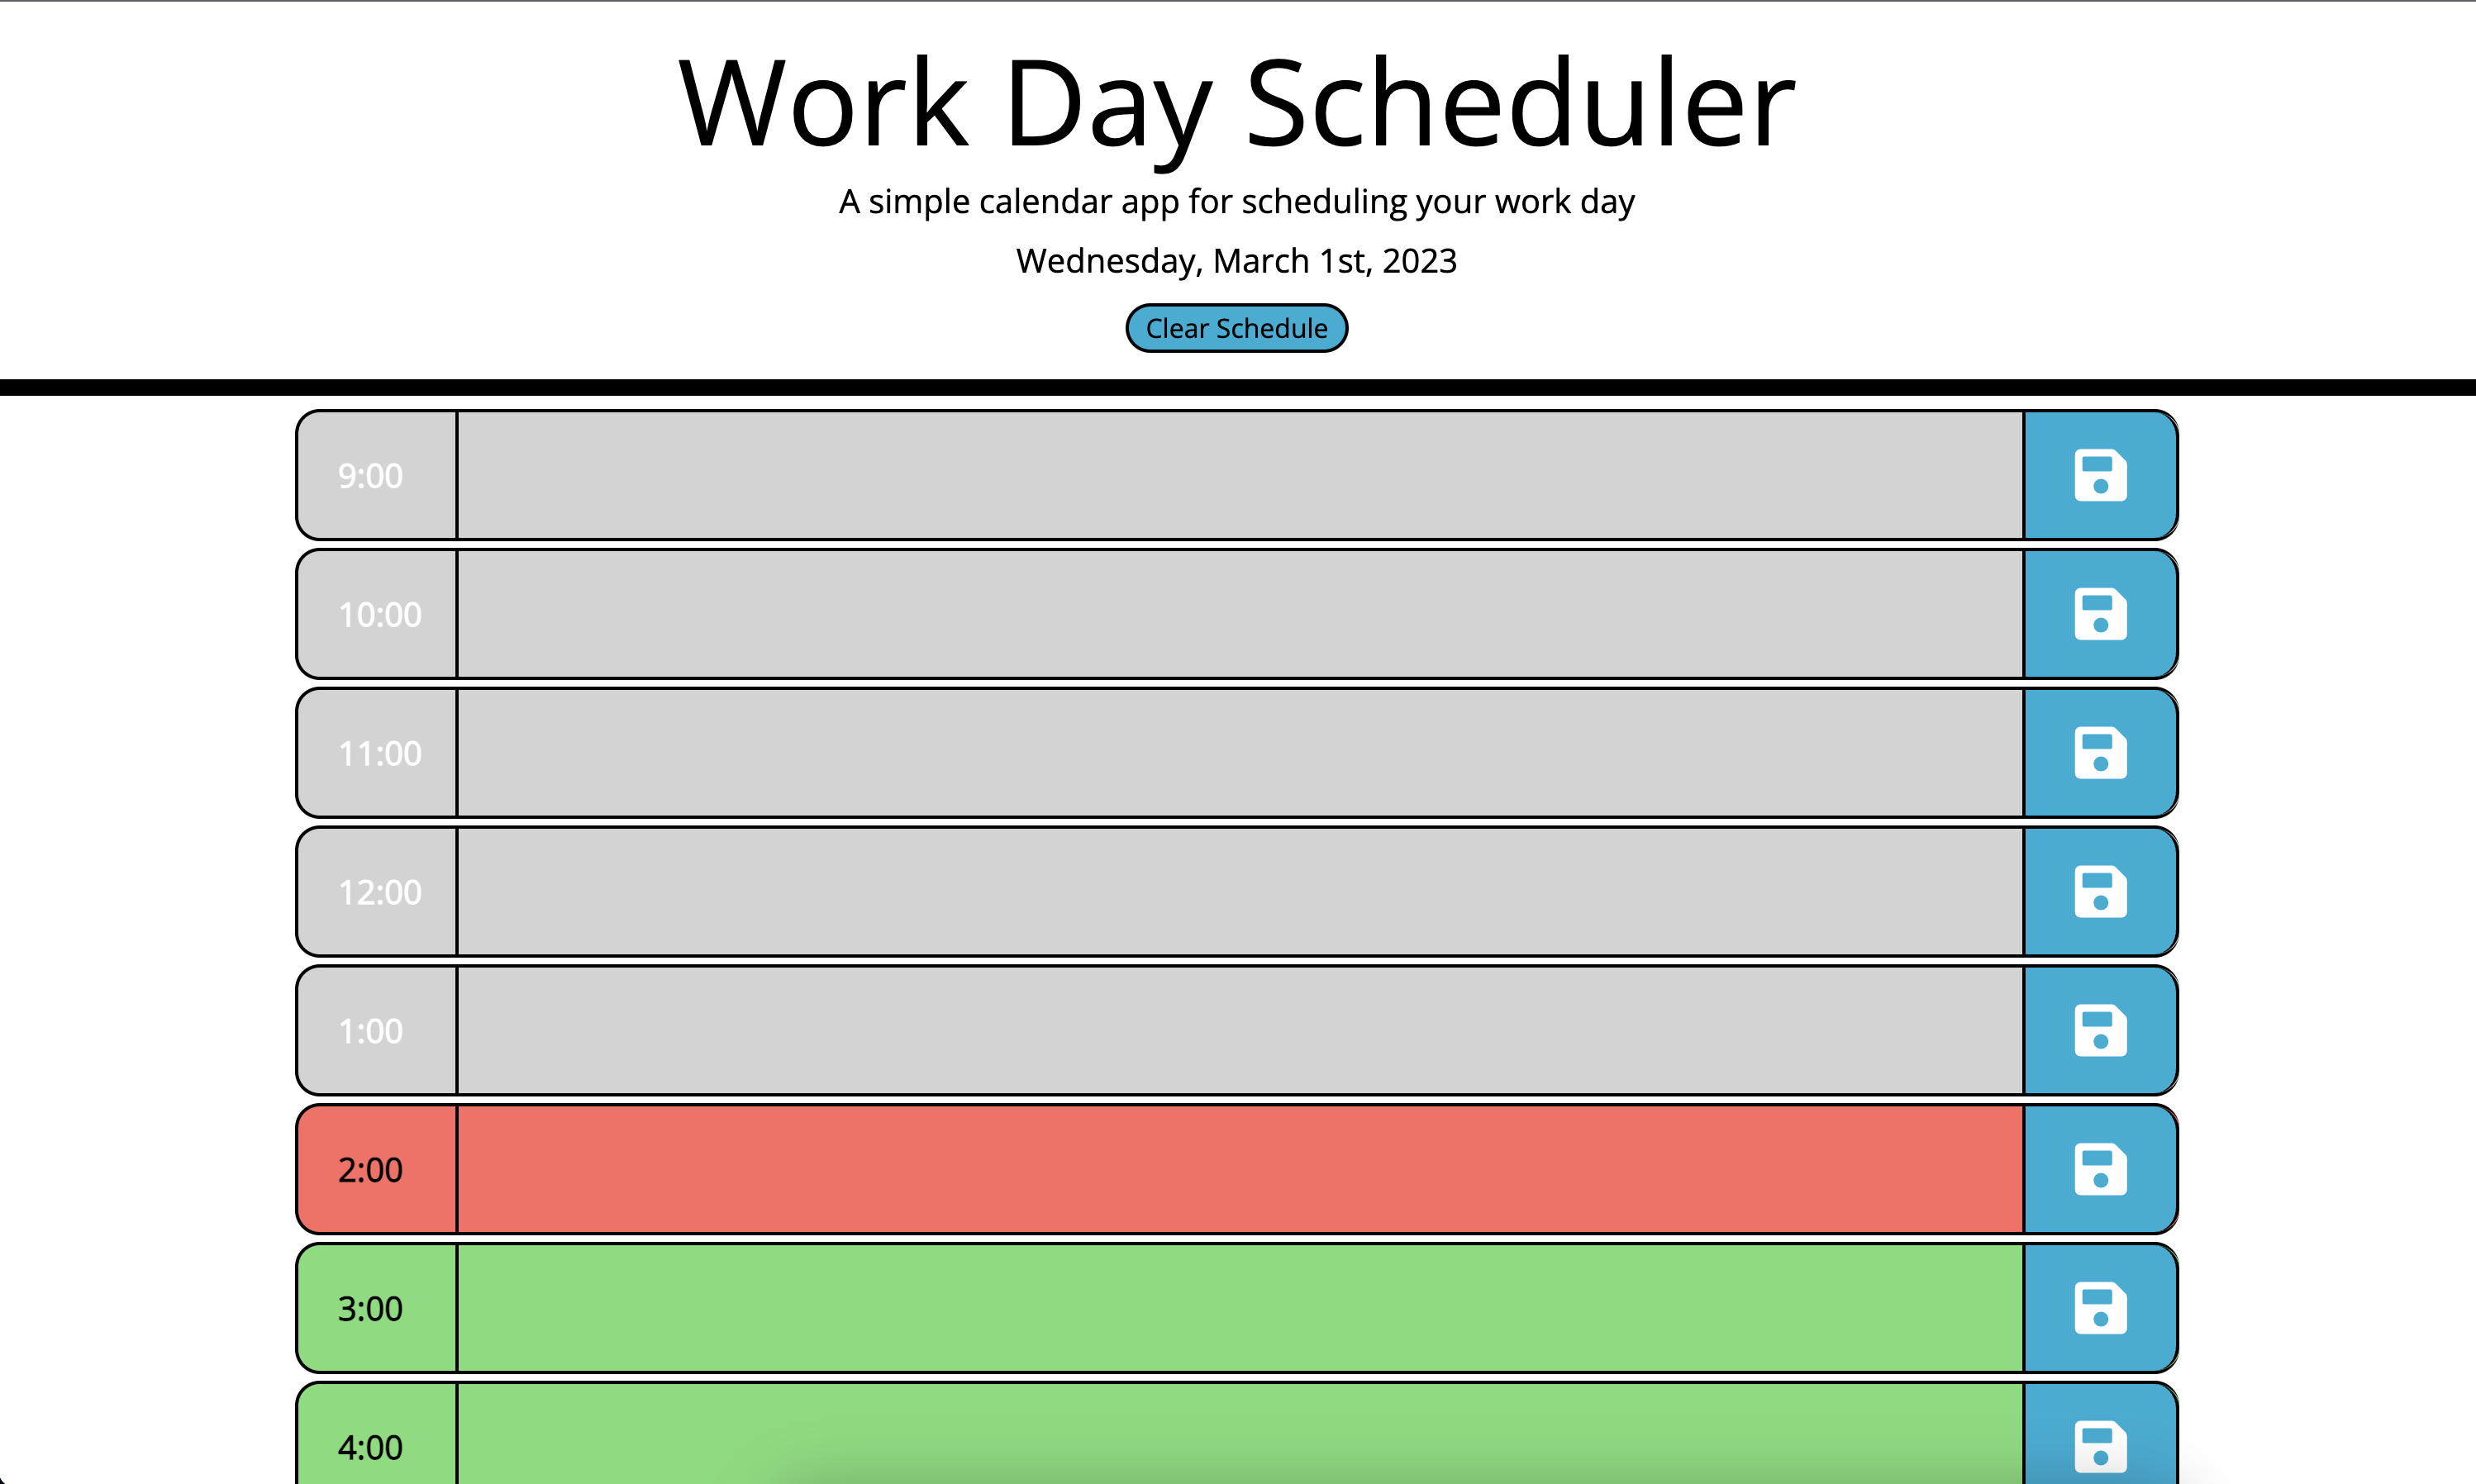 Work Day Scheduler
A simple calendar app for scheduling your work day
Wednesday, March 1st, 2023
Clear Schedule
9:00
10:00
11:00
12:00
1:00
2:00
3:00
4:00